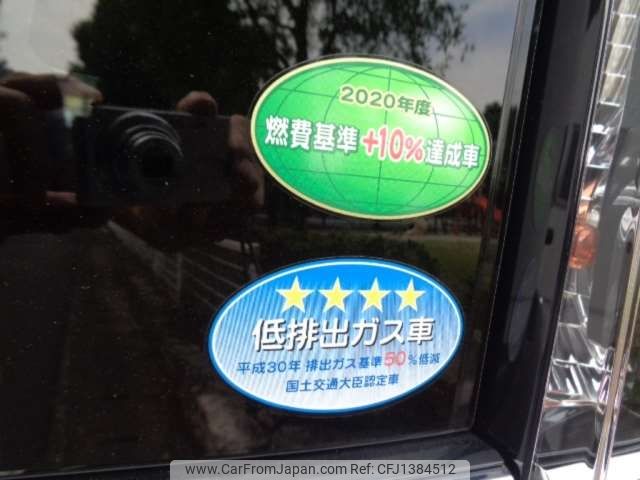 2020年度
燃費基準+10%達成車
低排出ガス車
平成30年 排出ガス基準50%低減
国土交通大臣認定車
www.CarFromJapan.com | Ref: CFJ1384512